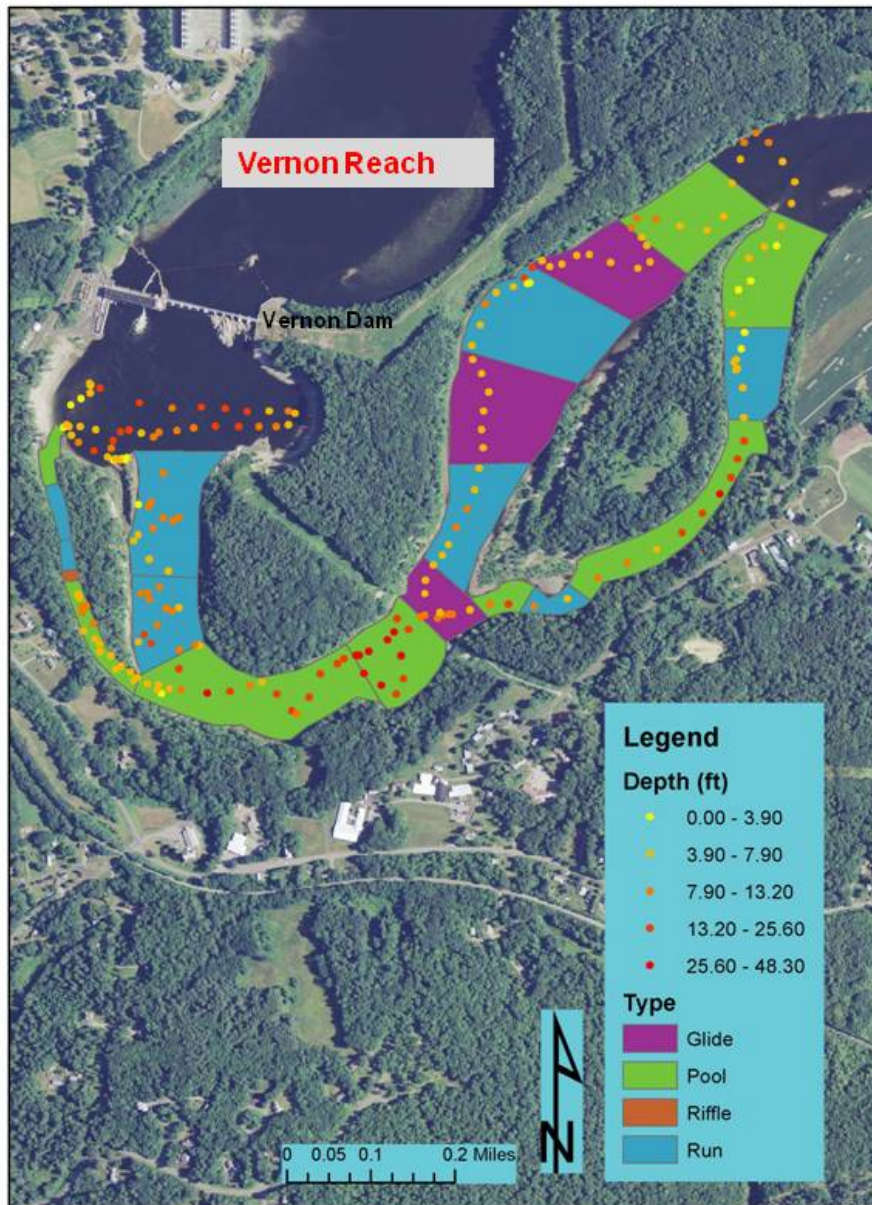 Vernon Reach
Vernon Dam
Legend
Depth (ft)
0.00 - 3.90
3.90 - 7.90
7.90 - 13.20
13.20 - 25.60
25.60 - 48.30
Type
Glide
Pool
Riffle
Run
N
0 0.05 0.1 0.2 Miles